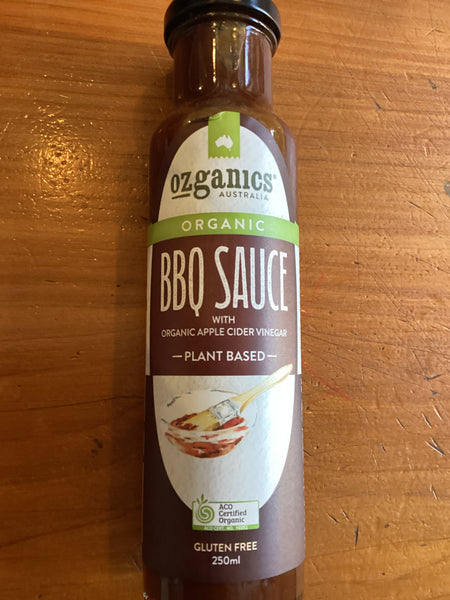 ozganics®
AUSTRALIA
ORGANIC
BBQ SAUCE
WITH
ORGANIC APPLE CIDER VINEGAR
PLANT BASED
ACO
Certified
Organic
GLUTEN FREE
250ml